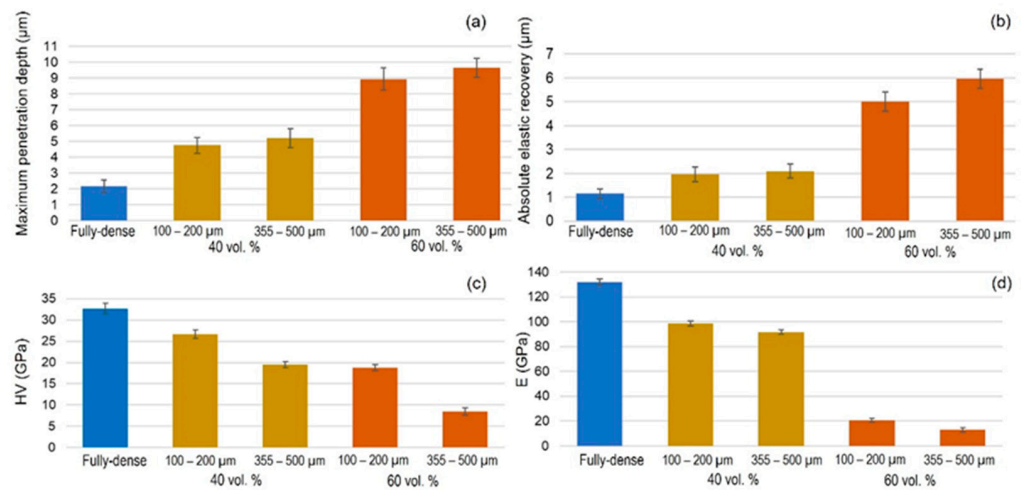 (a)
Maximum penetration depth (µm)
11
10
9
8
7
6
5
4
3
2
1
0
Fully-dense 100 – 200 µm 355 – 500 µm 100 – 200 µm 355 – 500 µm
40 vol. % 60 vol. %
(b)
Absolute elastic recovery (µm)
7
6
5
4
3
2
1
0
Fully-dense 100 – 200 µm 355 – 500 µm 100 – 200 µm 355 – 500 µm
40 vol. % 60 vol. %
(c)
HV (GPa)
35
30
25
20
15
10
5
0
Fully-dense 100 – 200 µm 355 – 500 µm 100 – 200 µm 355 – 500 µm
40 vol. % 60 vol. %
(d)
E (GPa)
140
120
100
80
60
40
20
0
Fully-dense 100 – 200 µm 355 – 500 µm 100 – 200 µm 355 – 500 µm
40 vol. % 60 vol. %